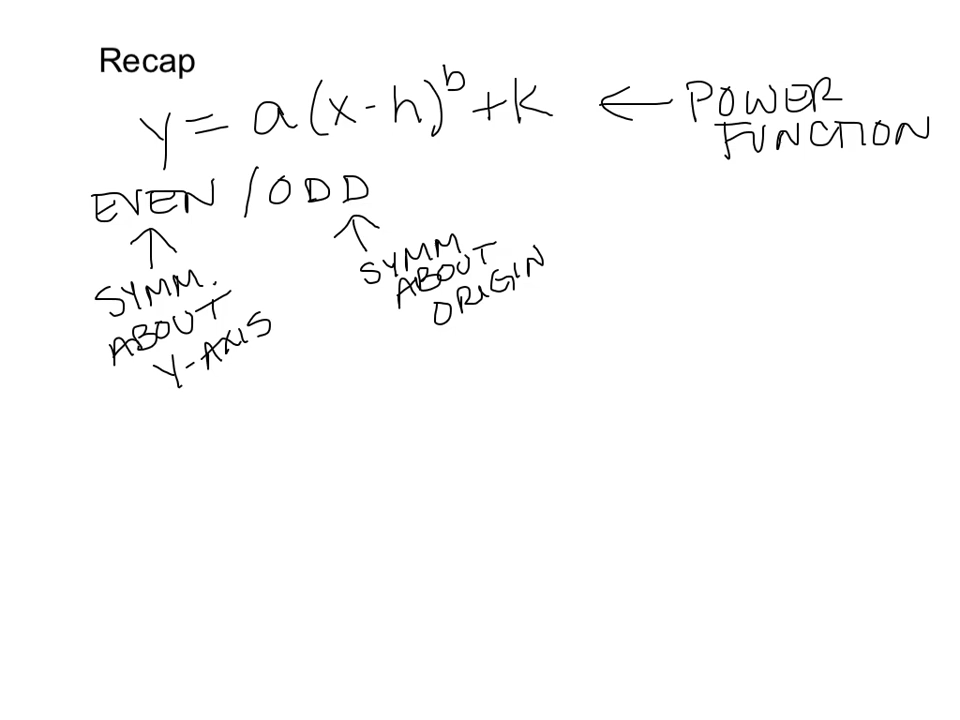 Recap
y = a(x-h)^b + k ← POWER FUNCTION
EVEN / ODD
↑
SYMM.
ABOUT
Y-AXIS
↑
SYMM
ABOUT
ORIGIN